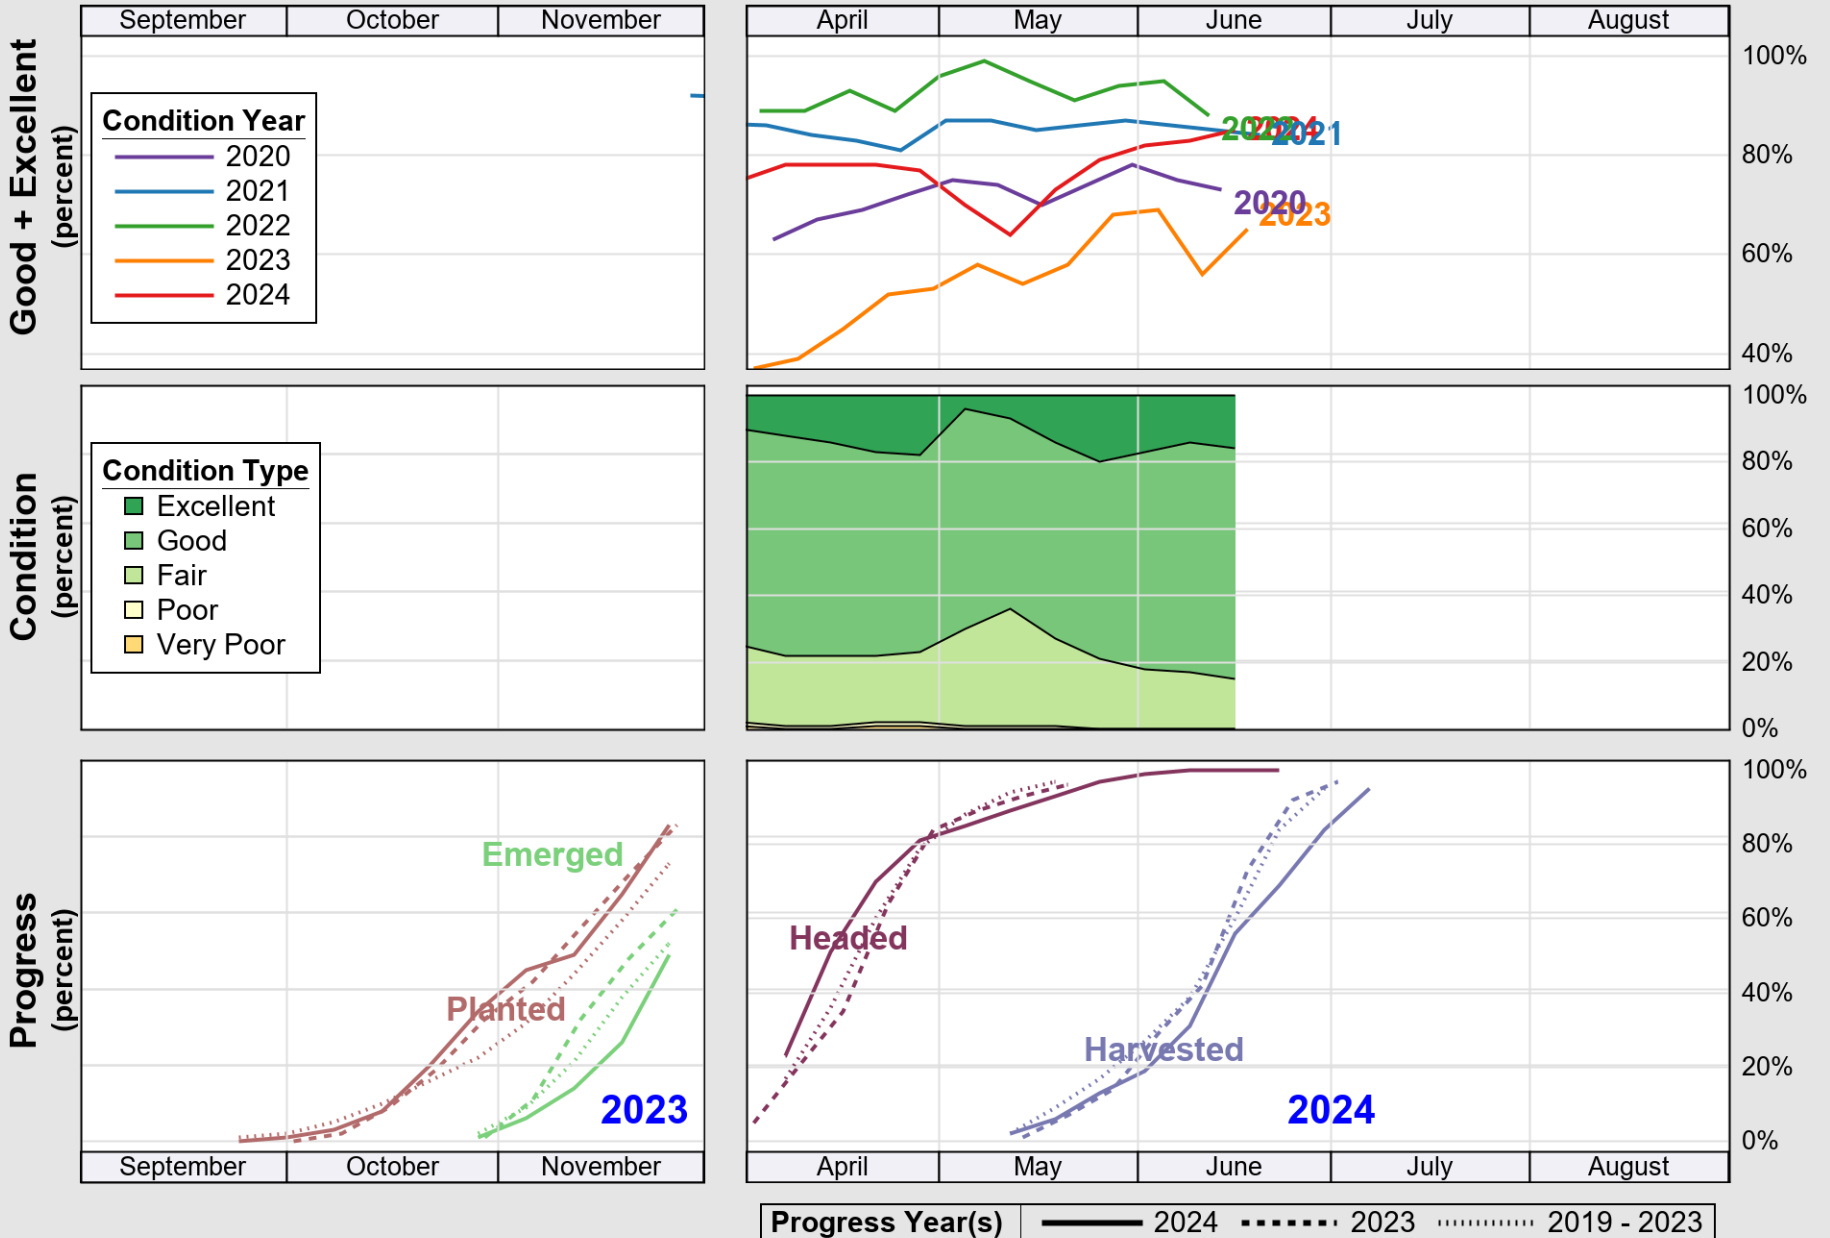 September October November April May June July August
Good + Excellent
(percent)
Condition Year
2020
2021
2022
2023
2024
2022
2024
2021
2020
2023
100%
80%
60%
40%
Condition
(percent)
Condition Type
Excellent
Good
Fair
Poor
Very Poor
100%
80%
60%
40%
20%
0%
Progress
(percent)
Emerged
Planted
2023
Headed
Harvested
2024
100%
80%
60%
40%
20%
0%
September October November April May June July August
Progress Year(s) 2024 2023 2019 - 2023